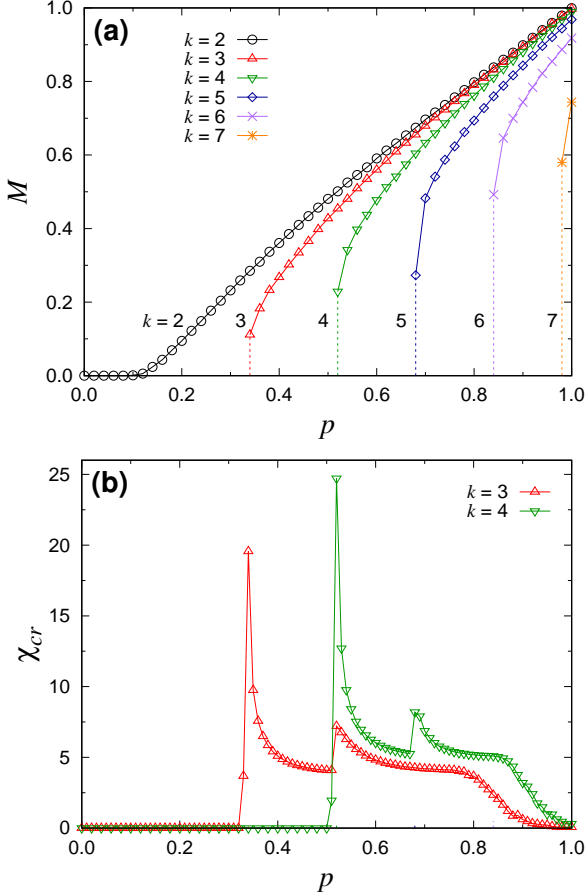 (a)
M
1.0
0.8
0.6
0.4
0.2
0.0
k = 2
k = 3
k = 4
k = 5
k = 6
k = 7
k = 2
3
4
5
6
7
0.0 0.2 0.4 0.6 0.8 1.0
p
(b)
χcr
25
20
15
10
5
0
k = 3
k = 4
0.0 0.2 0.4 0.6 0.8 1.0
p